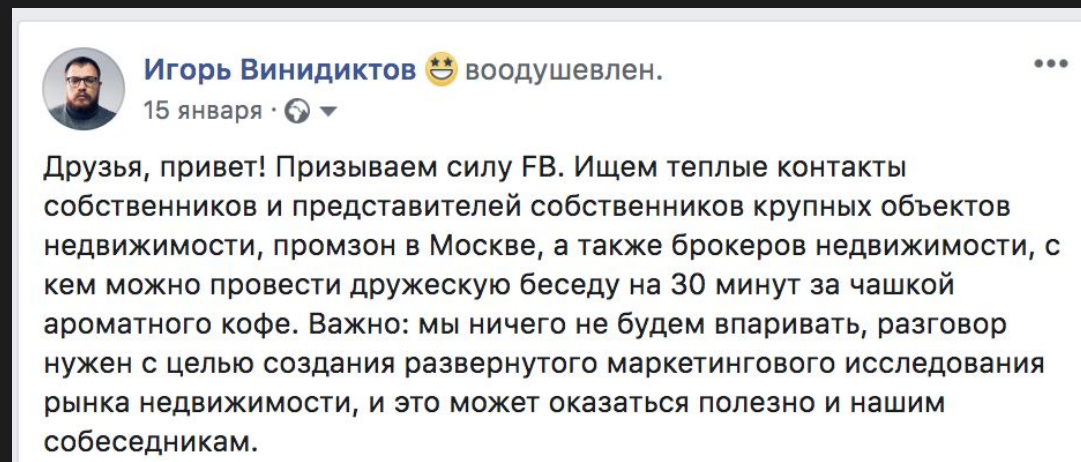 Игорь Винидиктов воодушевлен.
15 января ·
Друзья, привет! Призываем силу FB. Ищем теплые контакты
собственников и представителей собственников крупных объектов
недвижимости, промзон в Москве, а также брокеров недвижимости, с
кем можно провести дружескую беседу на 30 минут за чашкой
ароматного кофе. Важно: мы ничего не будем впаривать, разговор
нужен с целью создания развернутого маркетингового исследования
рынка недвижимости, и это может оказаться полезно и нашим
собеседникам.